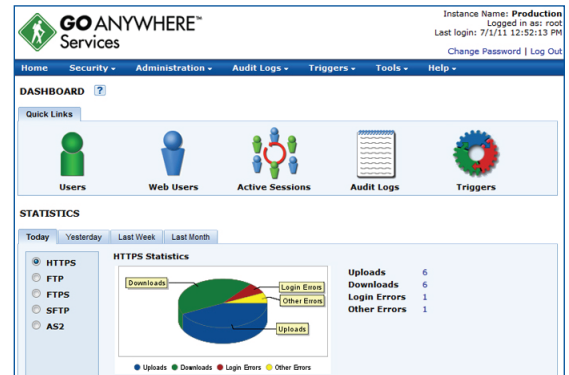 GO ANYWHERE™
Services
Instance Name: Production
Logged in as: root
Last login: 7/1/11 12:52:13 PM
Change Password | Log Out
Home Security Administration Audit Logs Triggers Tools Help
DASHBOARD ?
Quick Links
Users Web Users Active Sessions Audit Logs Triggers
STATISTICS
Today Yesterday Last Week Last Month
HTTPS
FTP
FTPS
SFTP
AS2
HTTPS Statistics
Downloads
Login Errors
Other Errors
Uploads
Uploads Downloads Login Errors Other Errors
Uploads 6
Downloads 6
Login Errors 1
Other Errors 1